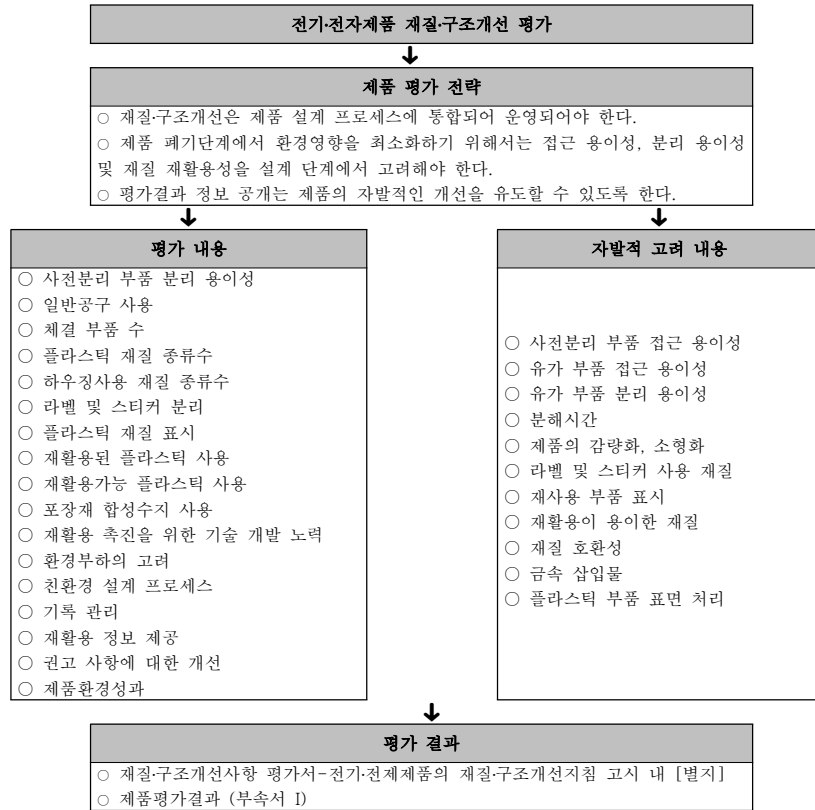 전기·전자제품 재질·구조개선 평가
제품 평가 전략
○ 재질·구조개선은 제품 설계 프로세스에 통합되어 운영되어야 한다.
○ 제품 폐기단계에서 환경영향을 최소화하기 위해서는 접근 용이성, 분리 용이성
및 재질 재활용성을 설계 단계에서 고려해야 한다.
○ 평가결과 정보 공개는 제품의 자발적인 개선을 유도할 수 있도록 한다.
평가 내용
○ 사전분리 부품 분리 용이성
○ 일반공구 사용
○ 체결 부품 수
○ 플라스틱 재질 종류수
○ 하우징사용 재질 종류수
○ 라벨 및 스티커 분리
○ 플라스틱 재질 표시
○ 재활용된 플라스틱 사용
○ 재활용가능 플라스틱 사용
○ 포장재 합성수지 사용
○ 재활용 촉진을 위한 기술 개발 노력
○ 환경부하의 고려
○ 친환경 설계 프로세스
○ 기록 관리
○ 재활용 정보 제공
○ 권고 사항에 대한 개선
○ 제품환경성과
자발적 고려 내용
○ 사전분리 부품 접근 용이성
○ 유가 부품 접근 용이성
○ 유가 부품 분리 용이성
○ 분해시간
○ 제품의 감량화, 소형화
○ 라벨 및 스티커 사용 재질
○ 재사용 부품 표시
○ 재활용이 용이한 재질
○ 재질 호환성
○ 금속 삽입물
○ 플라스틱 부품 표면 처리
평가 결과
○ 재질·구조개선사항 평가서-전기·전제제품의 재질·구조개선지침 고시 내 [별지]
○ 제품평가결과 (부속서 I)